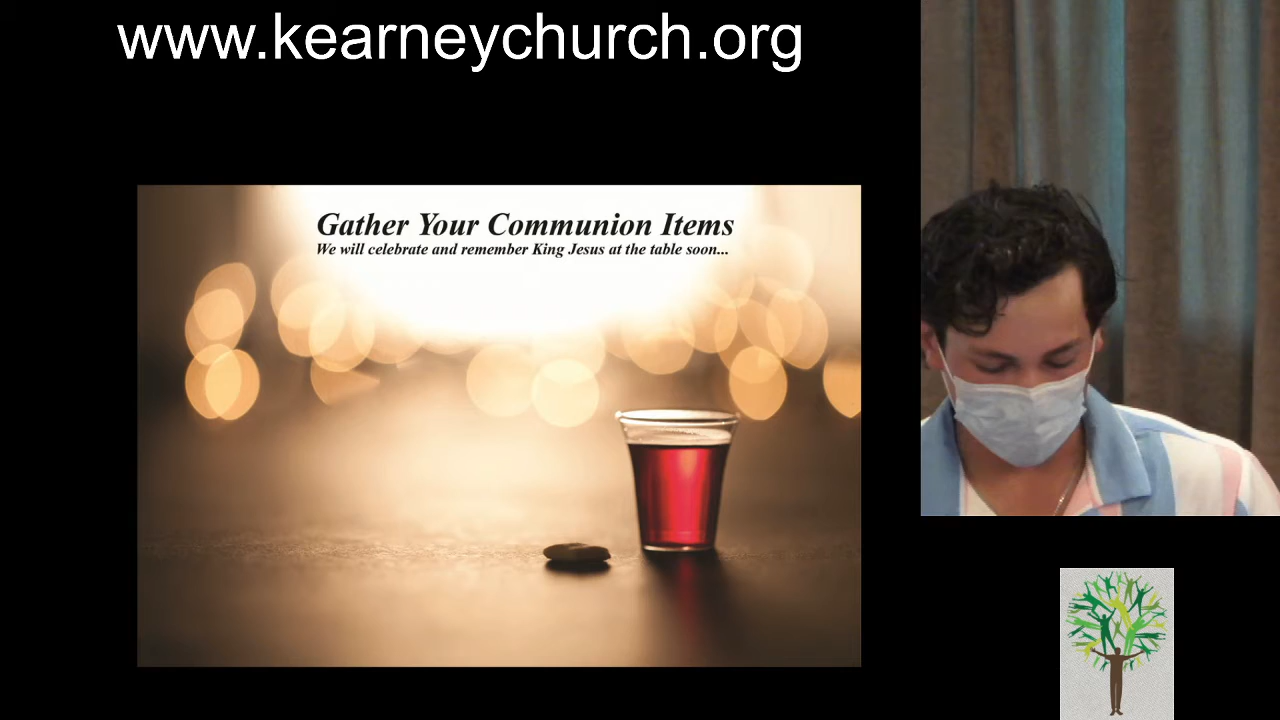 www.kearneychurch.org
Gather Your Communion Items
We will celebrate and remember King Jesus at the table soon...